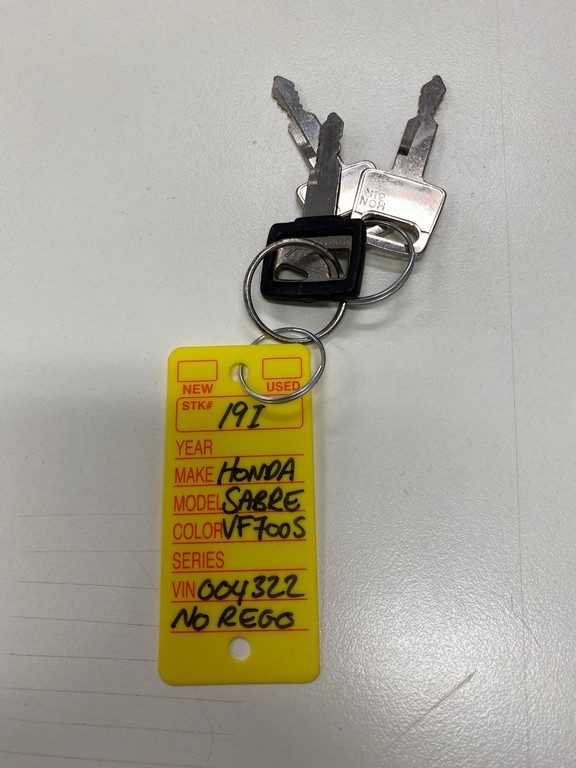 NEW USED
STK# 19I
YEAR
MAKE HONDA
MODEL SABRE
COLOR VF700S
SERIES
VIN 004322
NO REGO